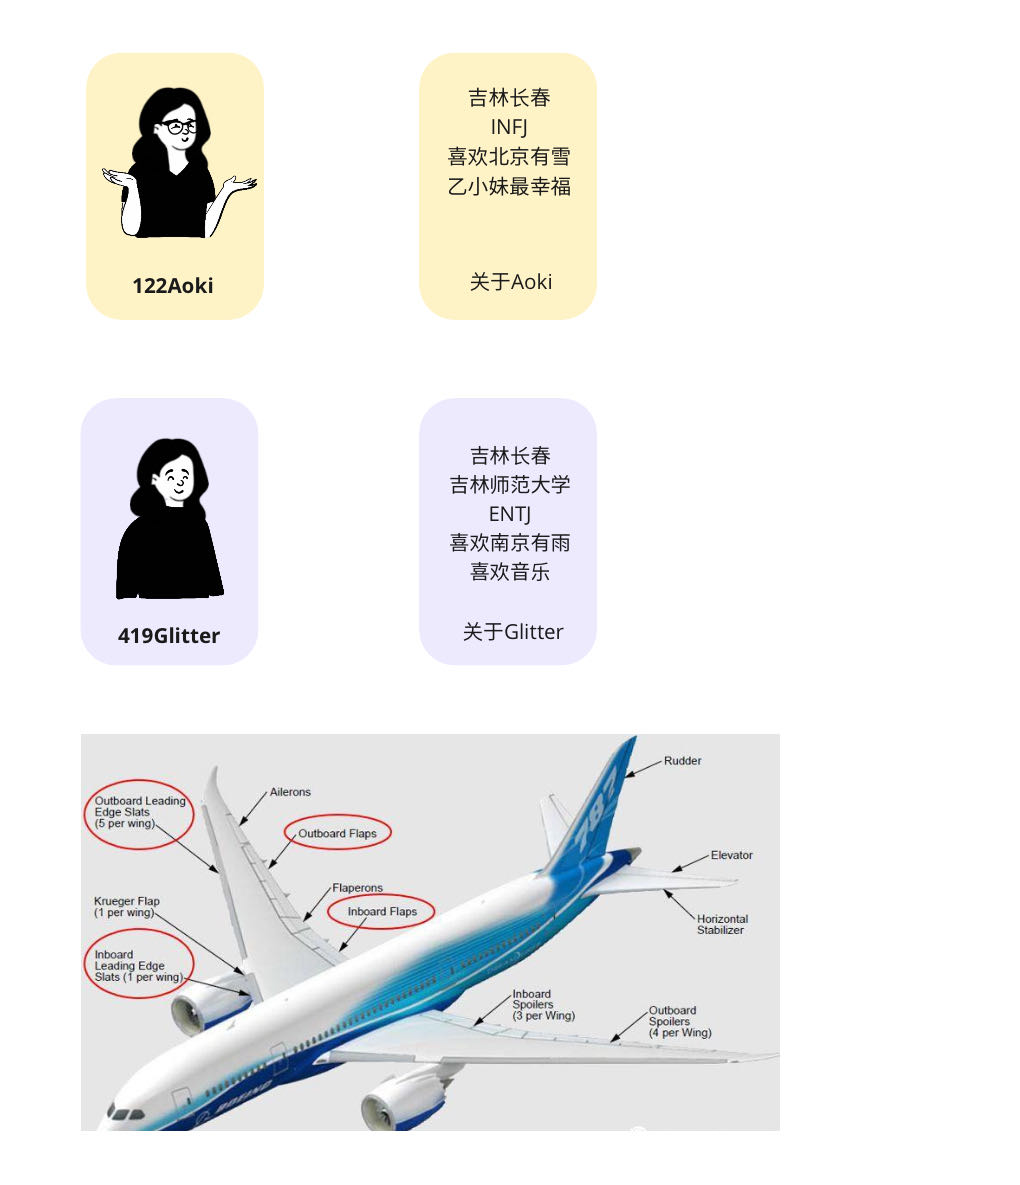 吉林长春
INFJ
喜欢北京有雪
乙小妹最幸福
122Aoki
关于Aoki
吉林长春
吉林师范大学
ENTJ
喜欢南京有雨
喜欢音乐
419Glitter
关于Glitter
Rudder
787
Ailerons
Outboard Leading
Edge Slats
(5 per wing)
Outboard Flaps
Elevator
Flaperons
Krueger Flap
(1 per wing)
Inboard Flaps
Horizontal
Stabilizer
Inboard
Leading Edge
Slats (1 per wing)
Inboard
Spoilers
(3 per Wing)
Outboard
Spoilers
(4 per Wing)
BOEING